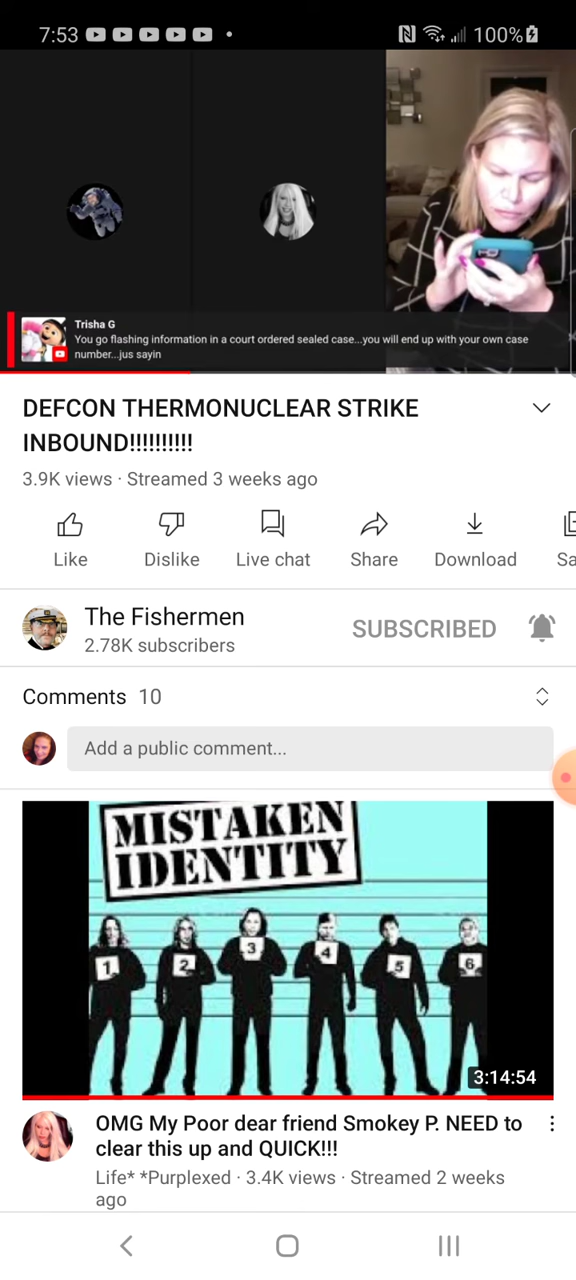 7:53
100%
Trisha G
You go flashing information in a court ordered sealed case...you will end up with your own case
number...jus sayin
DEFCON THERMONUCLEAR STRIKE
INBOUND!!!!!!!!!!
3.9K views · Streamed 3 weeks ago
Like
Dislike
Live chat
Share
Download
Sa
The Fishermen
2.78K subscribers
SUBSCRIBED
Comments 10
Add a public comment...
MISTAKEN
IDENTITY
1 2 3 4 5 6
3:14:54
OMG My Poor dear friend Smokey P. NEED to
clear this up and QUICK!!!
Life* *Purplexed · 3.4K views · Streamed 2 weeks
ago